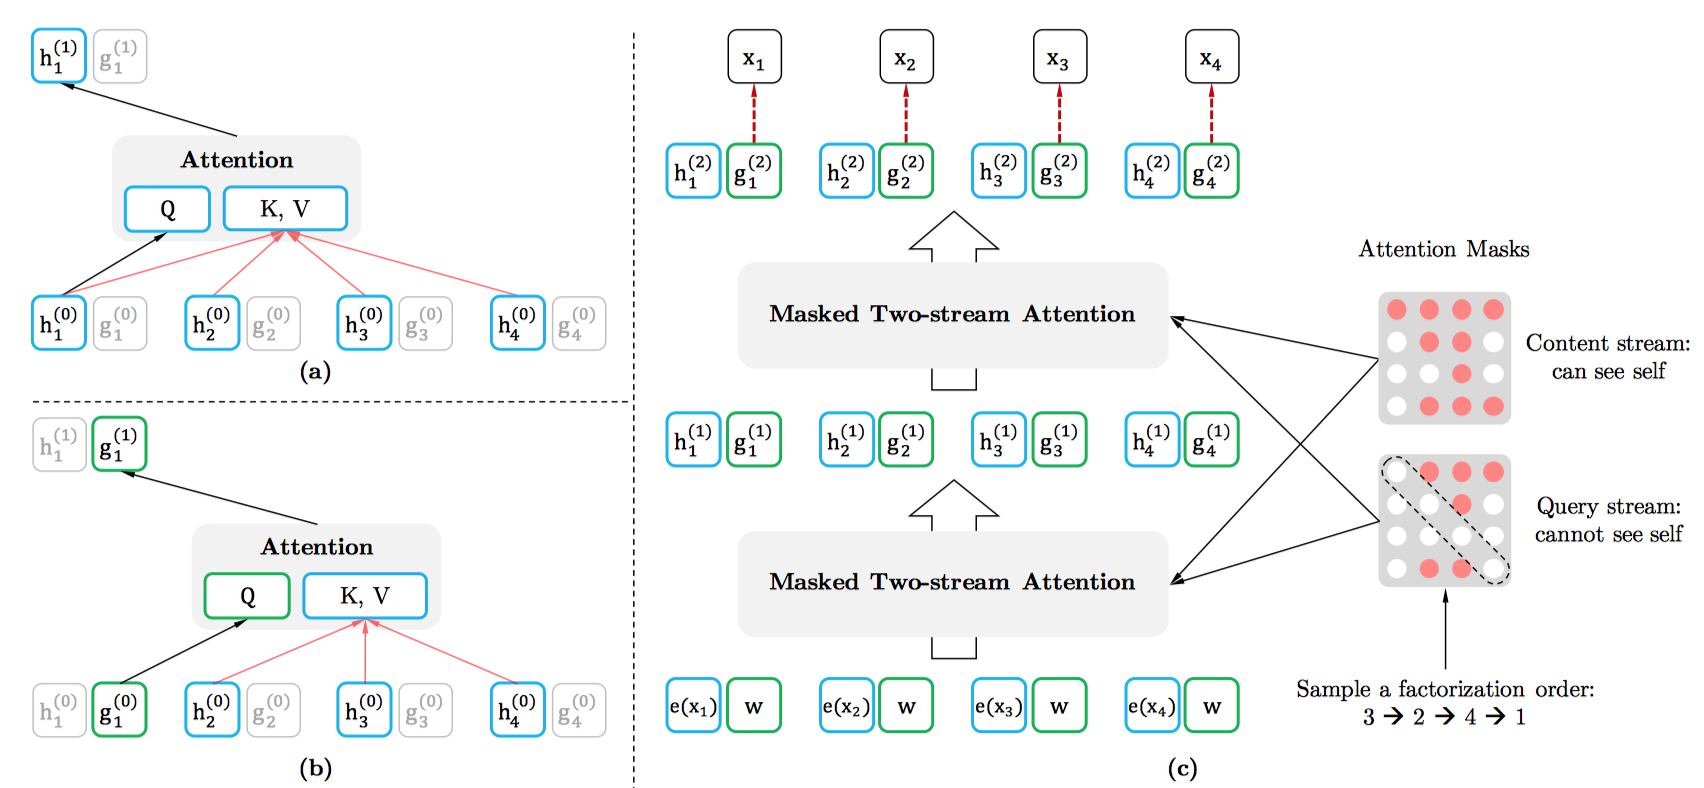 h₁⁽¹⁾ g₁⁽¹⁾
Attention
Q K, V
h₁⁽⁰⁾ g₁⁽⁰⁾ h₂⁽⁰⁾ g₂⁽⁰⁾ h₃⁽⁰⁾ g₃⁽⁰⁾ h₄⁽⁰⁾ g₄⁽⁰⁾
(a)
h₁⁽¹⁾ g₁⁽¹⁾
Attention
Q K, V
h₁⁽⁰⁾ g₁⁽⁰⁾ h₂⁽⁰⁾ g₂⁽⁰⁾ h₃⁽⁰⁾ g₃⁽⁰⁾ h₄⁽⁰⁾ g₄⁽⁰⁾
(b)
x₁ x₂ x₃ x₄
h₁⁽²⁾ g₁⁽²⁾ h₂⁽²⁾ g₂⁽²⁾ h₃⁽²⁾ g₃⁽²⁾ h₄⁽²⁾ g₄⁽²⁾
Masked Two-stream Attention
h₁⁽¹⁾ g₁⁽¹⁾ h₂⁽¹⁾ g₂⁽¹⁾ h₃⁽¹⁾ g₃⁽¹⁾ h₄⁽¹⁾ g₄⁽¹⁾
Masked Two-stream Attention
e(x₁) w e(x₂) w e(x₃) w e(x₄) w
Attention Masks
Content stream:
can see self
Query stream:
cannot see self
Sample a factorization order:
3 → 2 → 4 → 1
(c)